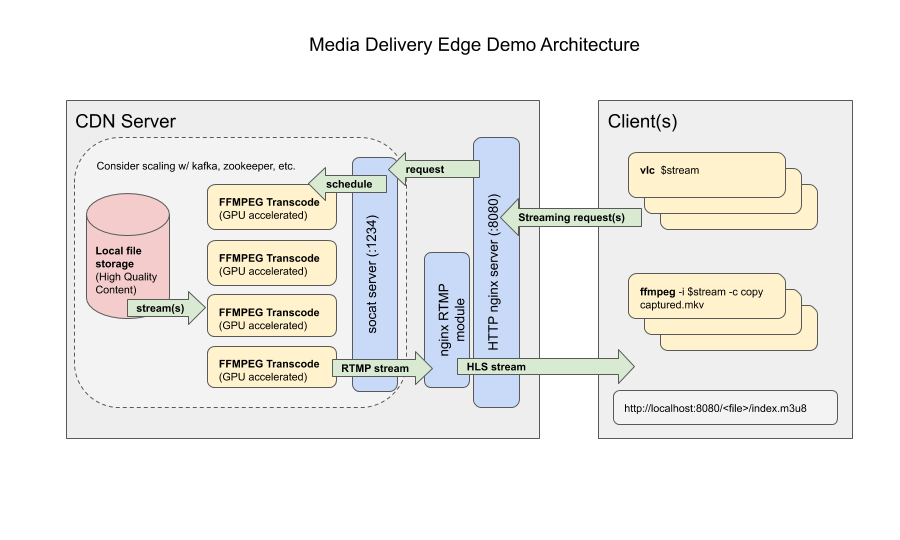 Media Delivery Edge Demo Architecture
CDN Server
Consider scaling w/ kafka, zookeeper, etc.
request
schedule
FFMPEG Transcode
(GPU accelerated)
Local file
storage
(High Quality
Content)
stream(s)
FFMPEG Transcode
(GPU accelerated)
FFMPEG Transcode
(GPU accelerated)
FFMPEG Transcode
(GPU accelerated)
socat server (:1234)
RTMP stream
nginx RTMP
module
HTTP nginx server (:8080)
HLS stream
Streaming request(s)
Client(s)
vlc $stream
ffmpeg -i $stream -c copy
captured.mkv
http://localhost:8080/<file>/index.m3u8